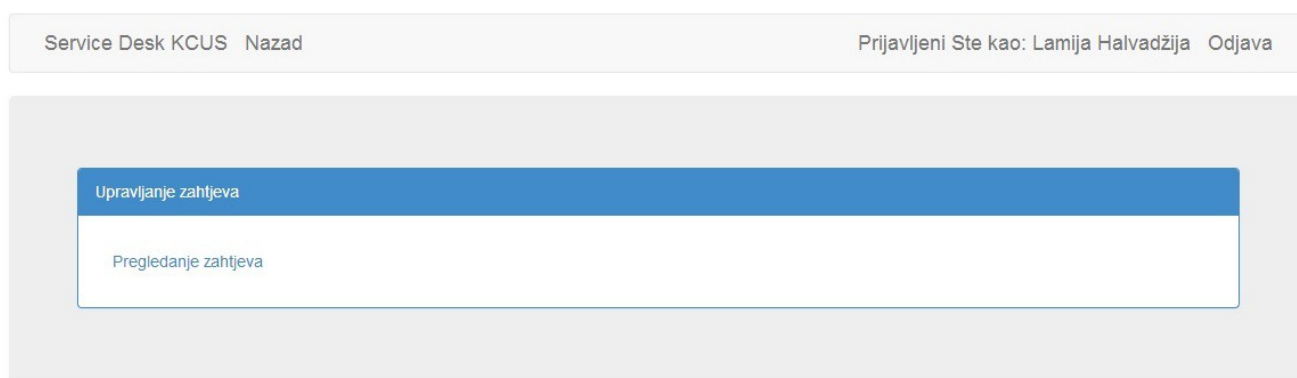 Service Desk KCUS Nazad Prijavljeni Ste kao: Lamija Halvadžija Odjava
Upravljanje zahtjeva
Pregledanje zahtjeva